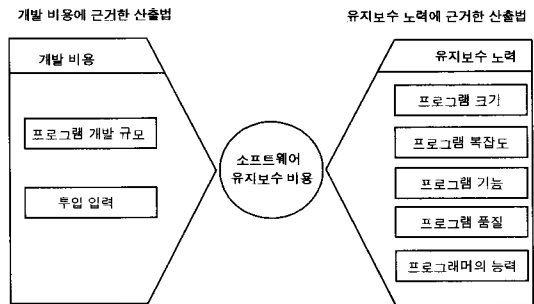 개발 비용에 근거한 산출법
유지보수 노력에 근거한 산출법
개발 비용
프로그램 개발 규모
투입 입력
소프트웨어
유지보수 비용
유지보수 노력
프로그램 크기
프로그램 복잡도
프로그램 기능
프로그램 품질
프로그래머의 능력